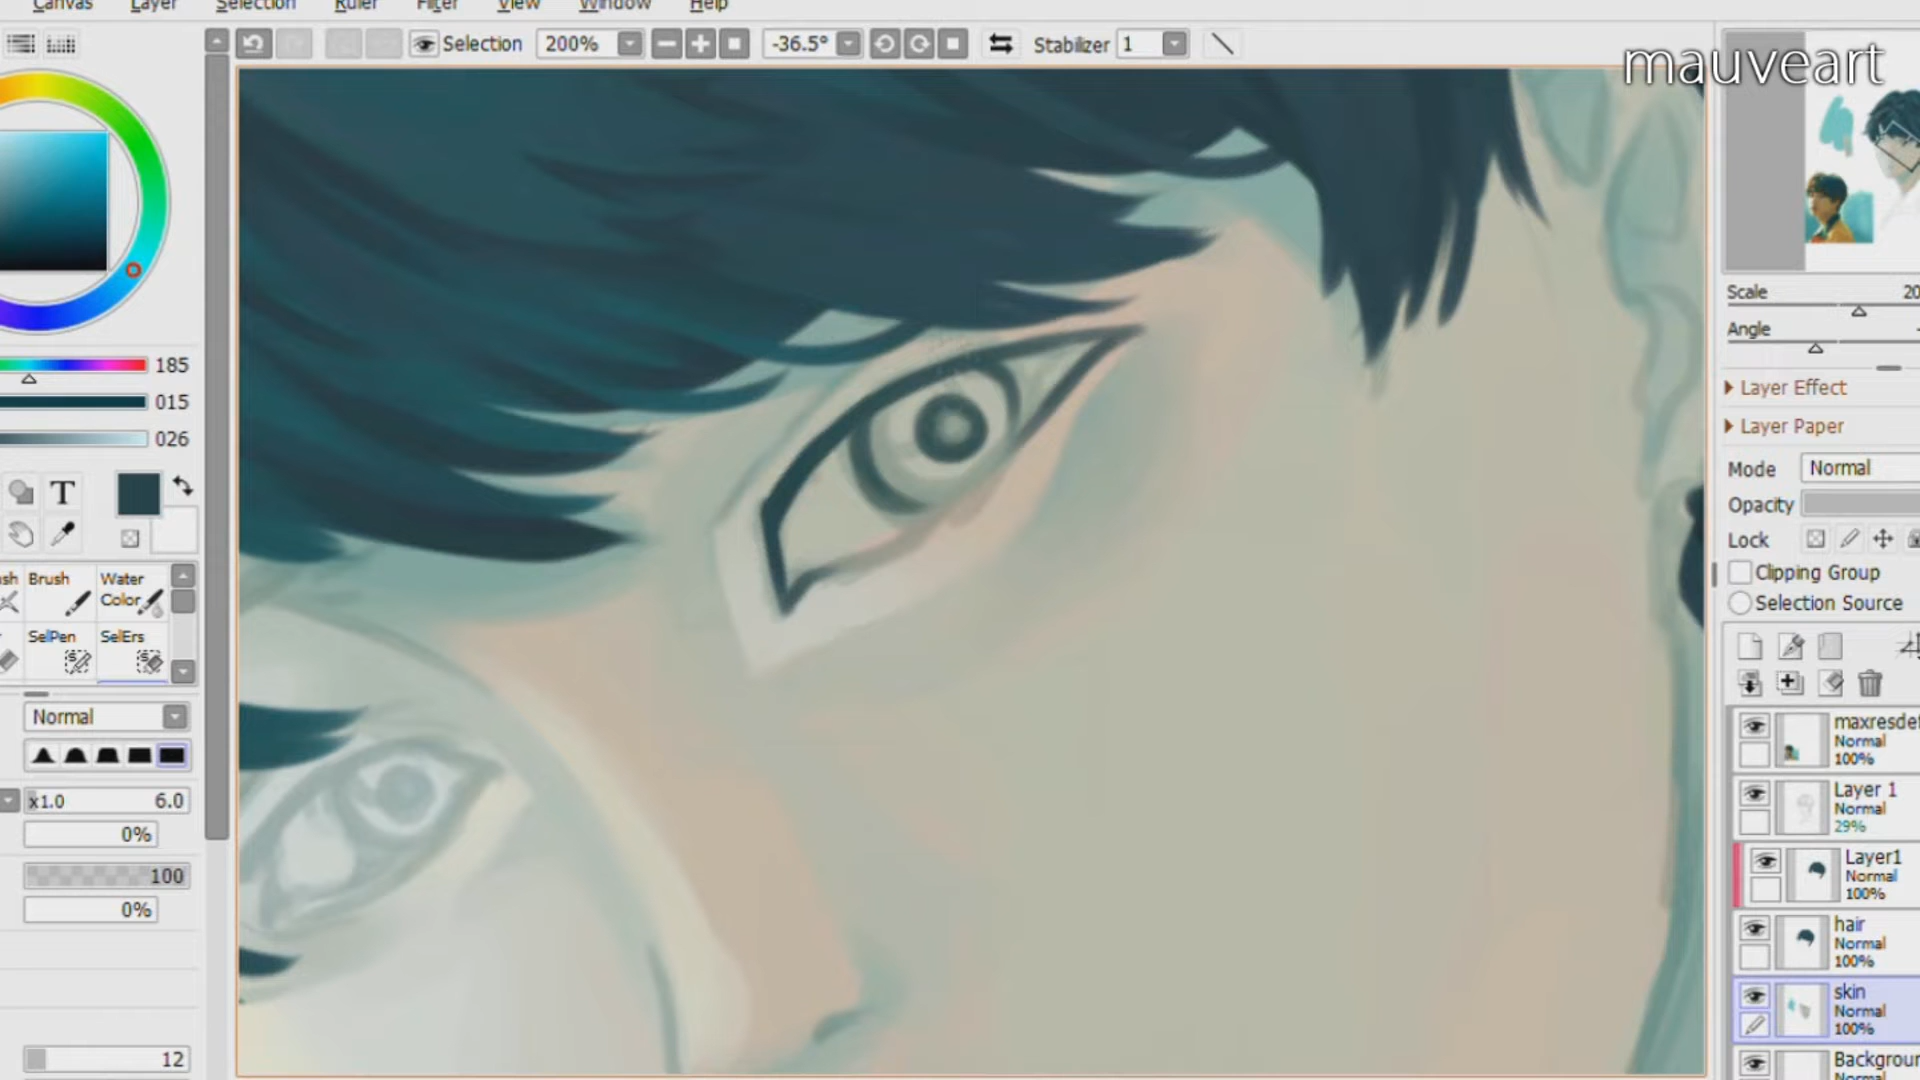 Canvas Layer Selection Ruler Filter View Window Help
Selection 200% -36.5° Stabilizer 1
mauveart
185
015
026
T
Brush Water Color
SelPen SelErs
Normal
x1.0 6.0
0%
100
0%
12
Scale 20
Angle
Layer Effect
Layer Paper
Mode Normal
Opacity
Lock
Clipping Group
Selection Source
Normal
100%
Layer 1
Normal
29%
Layer1
Normal
100%
hair
Normal
100%
skin
Normal
100%